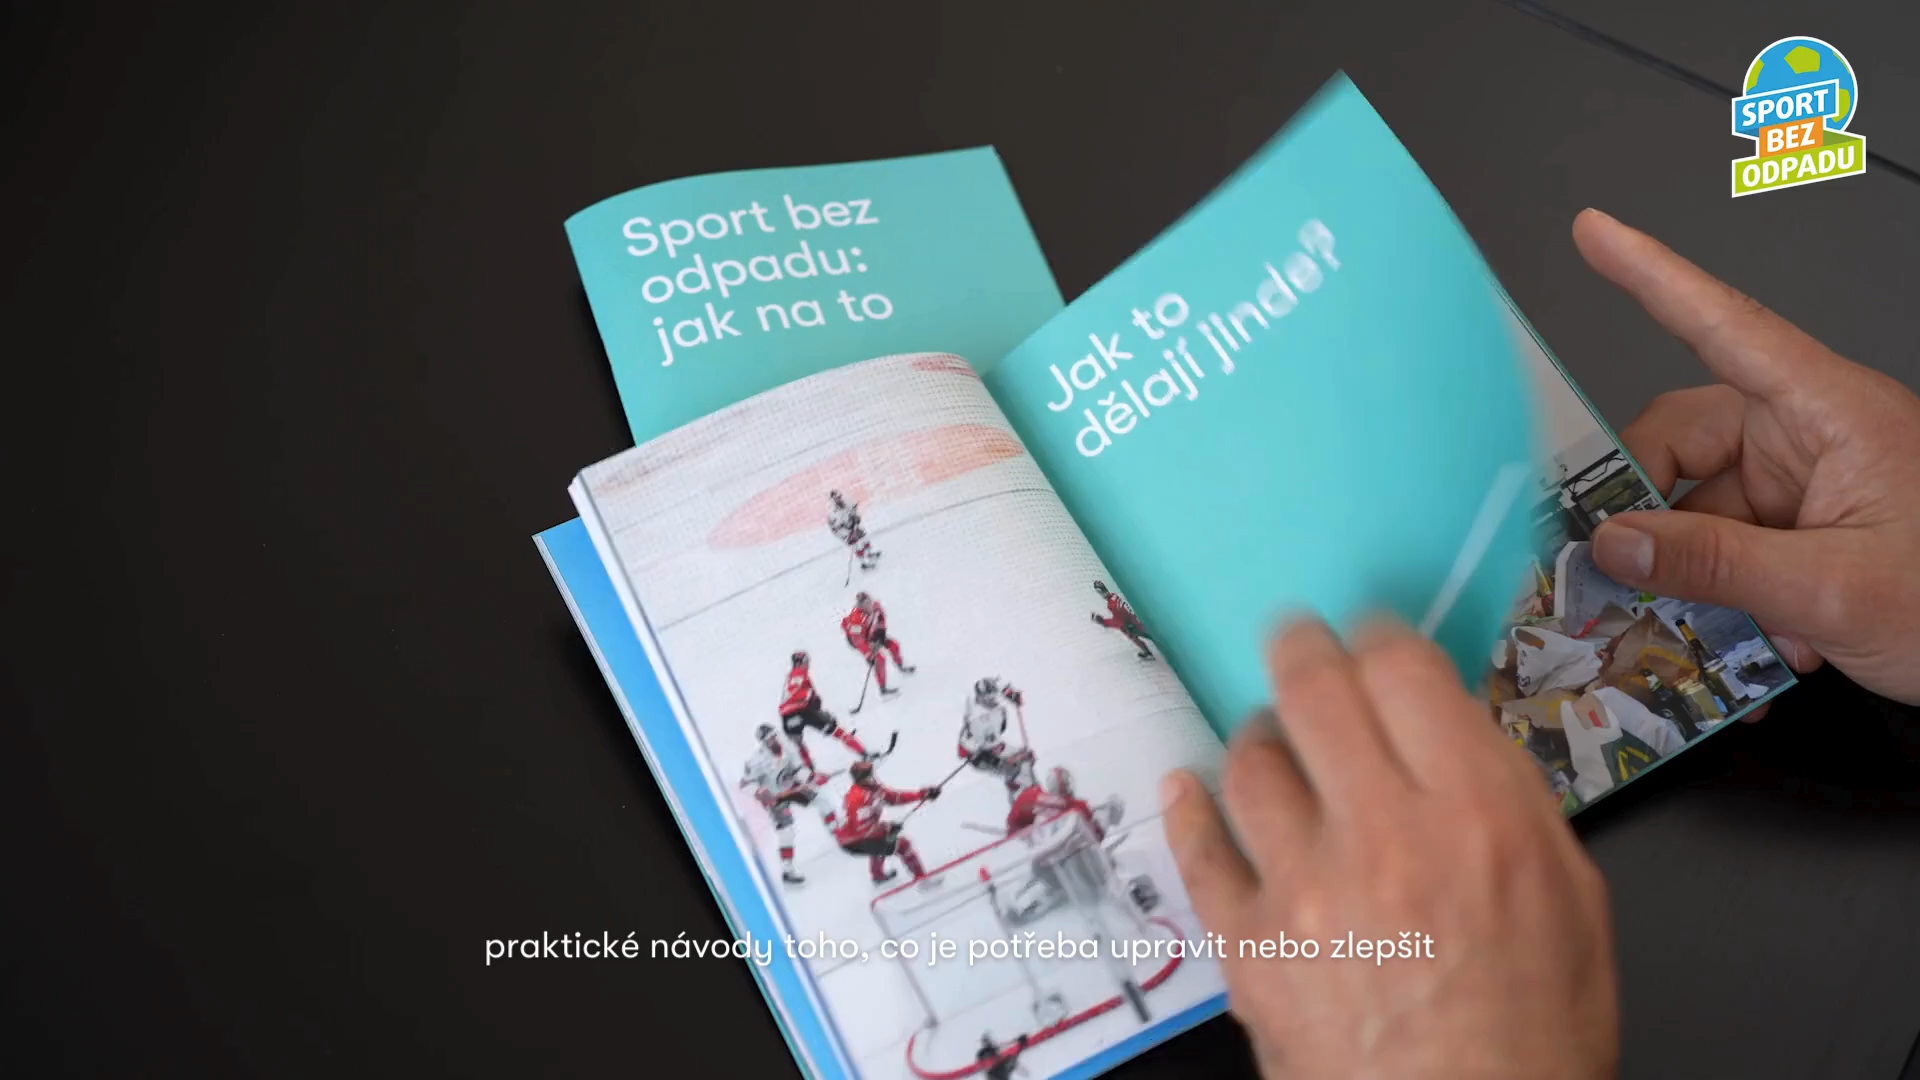 SPORT
BEZ
ODPADU
Sport bez
odpadu:
jak na to
Jak to
dělají jinde?
praktické návody toho, co je potřeba upravit nebo zlepšit